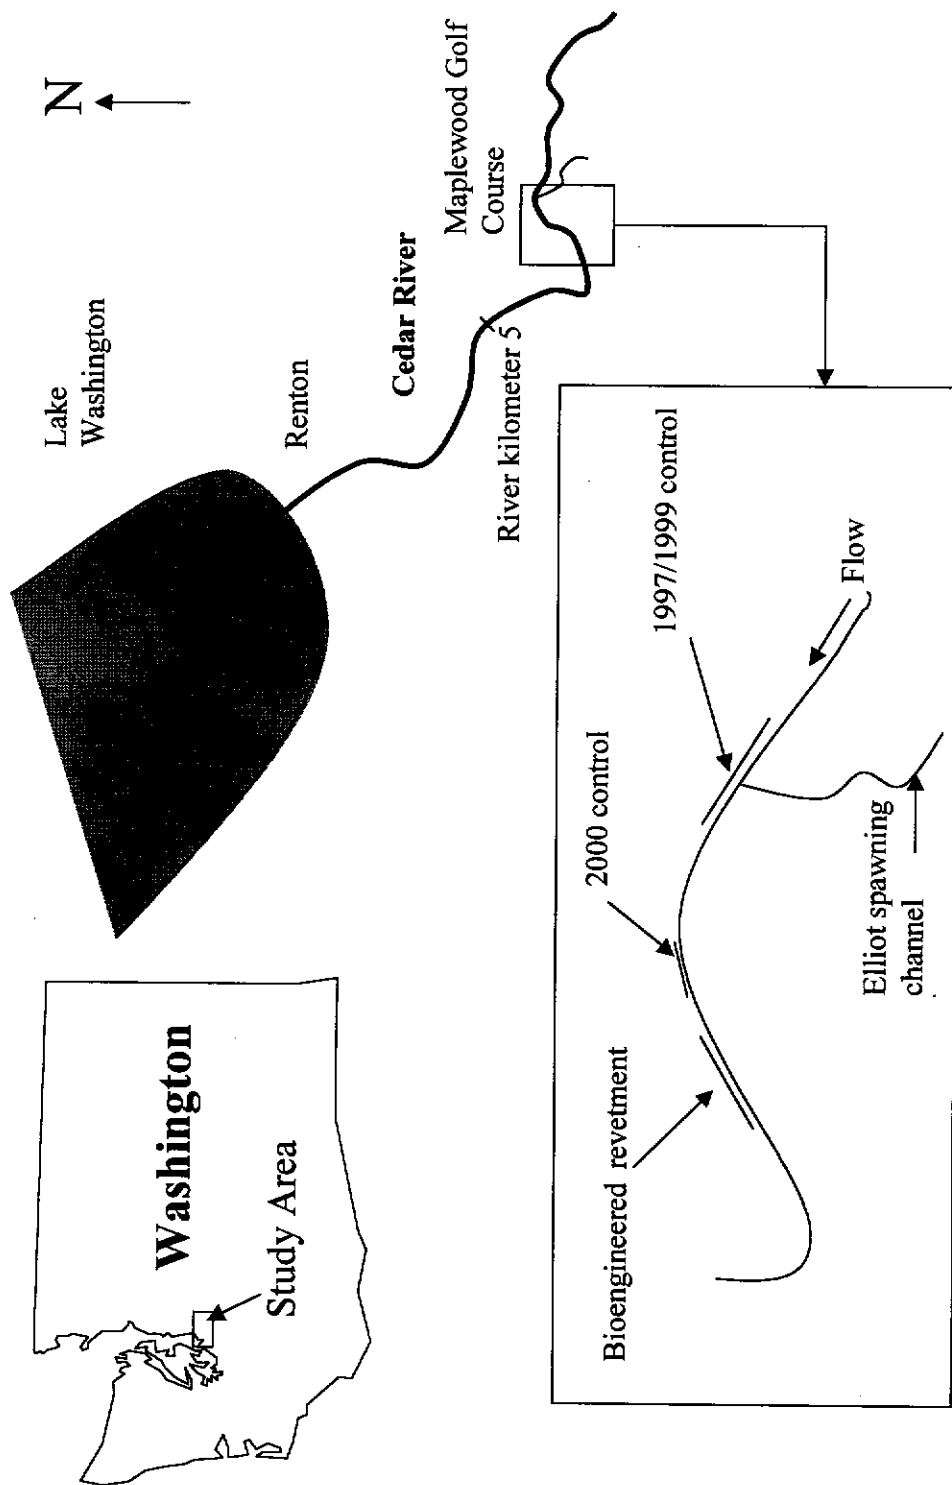 Washington
Study Area
Lake
Washington
Renton
Cedar River
River kilometer 5
Maplewood Golf
Course
N
Bioengineered revetment
2000 control
1997/1999 control
Elliot spawning
channel
Flow